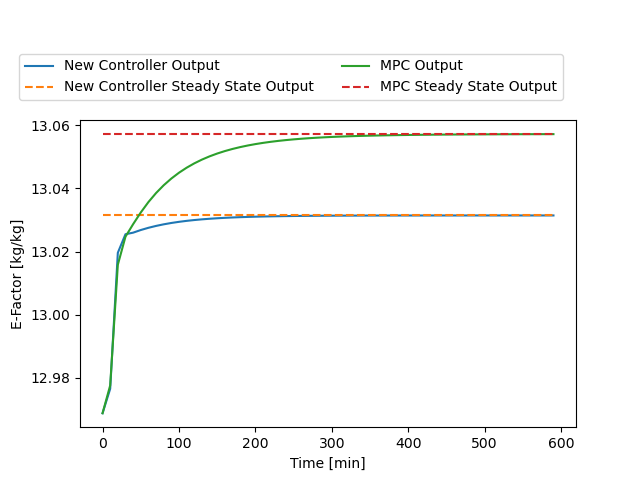 New Controller Output
New Controller Steady State Output
MPC Output
MPC Steady State Output
13.06
13.04
13.02
13.00
12.98
E-Factor [kg/kg]
0 100 200 300 400 500 600
Time [min]